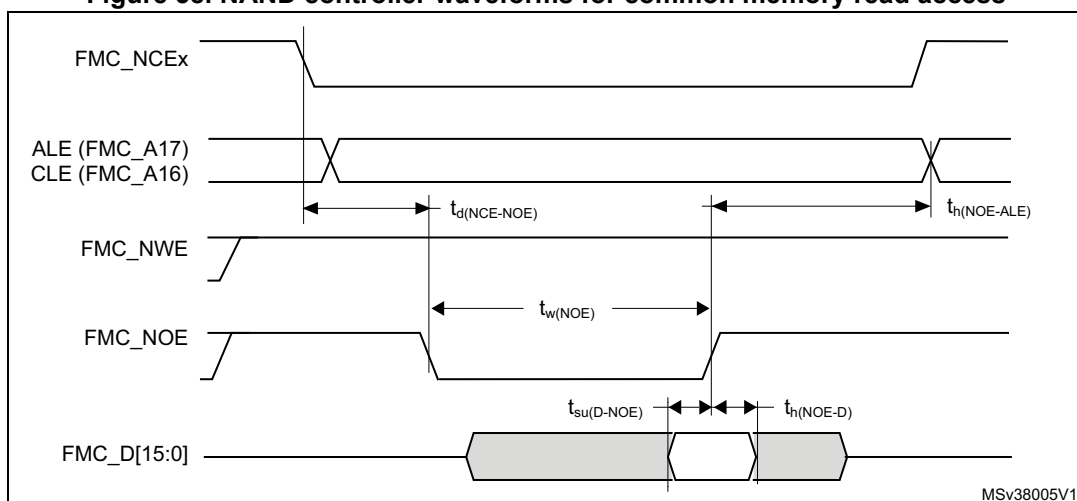 Figure NAND controller waveforms for common memory read access
FMC_NCEx
ALE (FMC_A17)
CLE (FMC_A16)
td(NCE-NOE)
th(NOE-ALE)
FMC_NWE
tw(NOE)
FMC_NOE
tsu(D-NOE)
th(NOE-D)
FMC_D[15:0]
MSv38005V1